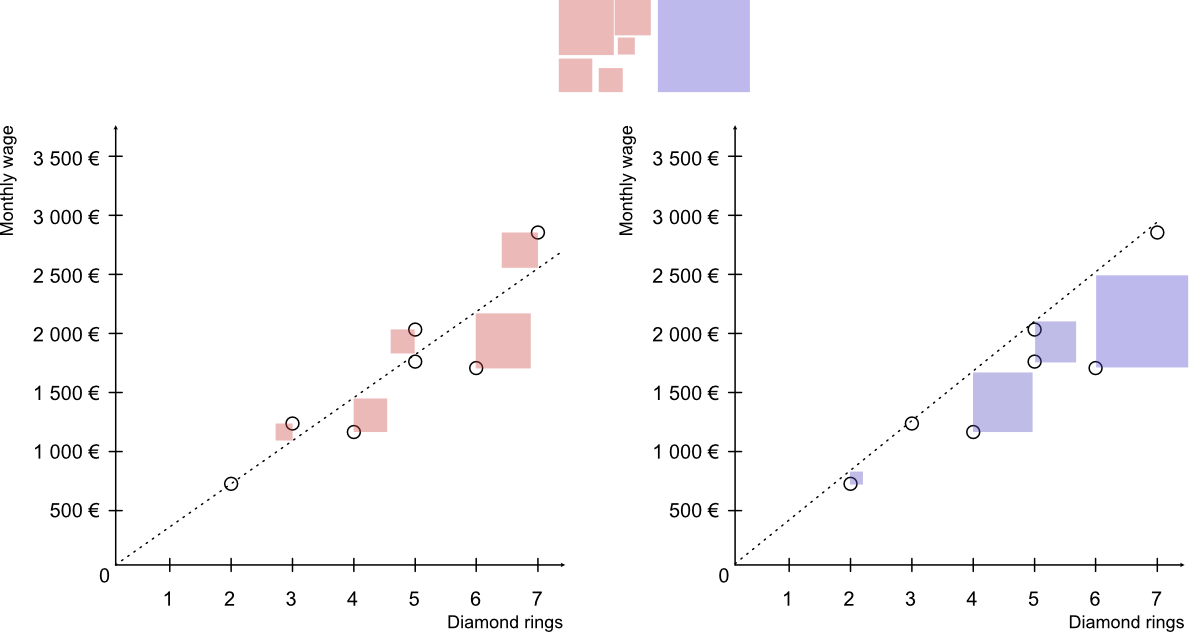 Monthly wage
3 500 €
3 000 €
2 500 €
2 000 €
1 500 €
1 000 €
500 €
0
1 2 3 4 5 6 7
Diamond rings
Monthly wage
3 500 €
3 000 €
2 500 €
2 000 €
1 500 €
1 000 €
500 €
0
1 2 3 4 5 6 7
Diamond rings